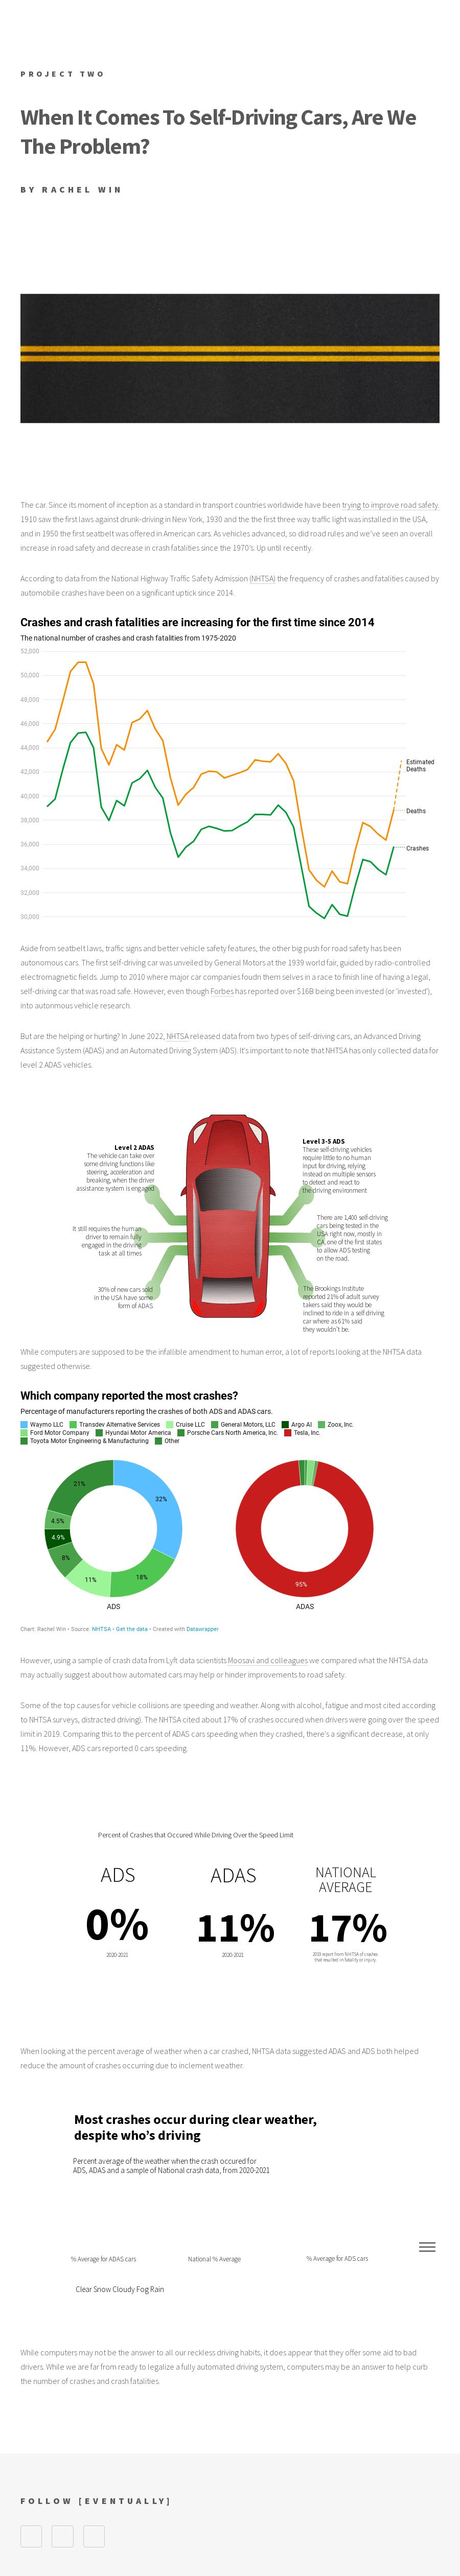 PROJECT TWO
When It Comes To Self-Driving Cars, Are We
The Problem?
BY RACHEL WIN
The car. Since its moment of inception as a standard in transport countries worldwide have been trying to improve road safety.
1910 saw the first laws against drunk-driving in New York, 1930 and the the first three way traffic light was installed in the USA,
and in 1950 the first seatbelt was offered in American cars. As vehicles advanced, so did road rules and we've seen an overall
increase in road safety and decrease in crash fatalities since the 1970's. Up until recently.
According to data from the National Highway Traffic Safety Admission (NHTSA) the frequency of crashes and fatalities caused by
automobile crashes have been on a significant uptick since 2014.
Crashes and crash fatalities are increasing for the first time since 2014
The national number of crashes and crash fatalities from 1975-2020
52,000
50,000
48,000
46,000
44,000
42,000
40,000
38,000
36,000
34,000
32,000
30,000
Estimated
Deaths
Deaths
Crashes
Aside from seatbelt laws, traffic signs and better vehicle safety features, the other big push for road safety has been
autonomous cars. The first self-driving car was unveiled by General Motors at the 1939 world fair, guided by radio-controlled
electromagnetic fields. Jump to 2010 where major car companies fouth them selves in a race to finish line of having a legal,
self-driving car that was road safe. However, even though Forbes has reported over $16B being been invested (or 'invested'),
into autonmous vehicle research.
But are the helping or hurting? In June 2022, NHTSA released data from two types of self-driving cars, an Advanced Driving
Assistance System (ADAS) and an Automated Driving System (ADS). It's important to note that NHTSA has only collected data for
level 2 ADAS vehicles.
Level 2 ADAS
The vehicle can take over
some driving functions like
steering, acceleration and
breaking, when the driver
assistance system is engaged
It still requires the human
driver to remain fully
engaged in the driving
task at all times
30% of new cars sold
in the USA have some
form of ADAS
Level 3-5 ADS
These self-driving vehicles
require little to no human
input for driving, relying
instead on multiple sensors
to detect and react to
the driving environment
There are 1,400 self-driving
cars being tested in the
USA right now, mostly in
CA, one of the first states
to allow ADS testing
on the road.
The Brookings Institute
reported 21% of adult survey
takers said they would be
inclined to ride in a self driving
car where as 61% said
they wouldn't be.
While computers are supposed to be the infallible amendment to human error, a lot of reports looking at the NHTSA data
suggested otherwise.
Which company reported the most crashes?
Percentage of manufacturers reporting the crashes of both ADS and ADAS cars.
Waymo LLC Transdev Alternative Services Cruise LLC General Motors, LLC Argo AI Zoox, Inc.
Ford Motor Company Hyundai Motor America Porsche Cars North America, Inc. Tesla, Inc.
Toyota Motor Engineering & Manufacturing Other
21%
32%
4.5%
4.9%
8%
11%
18%
95%
ADS
ADAS
Chart: Rachel Win • Source: NHTSA • Get the data • Created with Datawrapper
However, using a sample of crash data from Lyft data scientists Moosavi and colleagues we compared what the NHTSA data
may actually suggest about how automated cars may help or hinder improvements to road safety.
Some of the top causes for vehicle collisions are speeding and weather. Along with alcohol, fatigue and most cited according
to NHTSA surveys, distracted driving). The NHTSA cited about 17% of crashes occured when drivers were going over the speed
limit in 2019. Comparing this to the percent of ADAS cars speeding when they crashed, there's a significant decrease, at only
11%. However, ADS cars reported 0 cars speeding.
Percent of Crashes that Occured While Driving Over the Speed Limit
ADS
ADAS
NATIONAL
AVERAGE
0%
11%
17%
2020-2021
2020-2021
2019 report from NHTSA of crashes
that resulted in fatality or injury.
When looking at the percent average of weather when a car crashed, NHTSA data suggested ADAS and ADS both helped
reduce the amount of crashes occurring due to inclement weather.
Most crashes occur during clear weather,
despite who's driving
Percent average of the weather when the crash occured for
ADS, ADAS and a sample of National crash data, from 2020-2021
% Average for ADAS cars
National % Average
% Average for ADS cars
Clear Snow Cloudy Fog Rain
While computers may not be the answer to all our reckless driving habits, it does appear that they offer some aid to bad
drivers. While we are far from ready to legalize a fully automated driving system, computers may be an answer to help curb
the number of crashes and crash fatalities.
FOLLOW [EVENTUALLY]